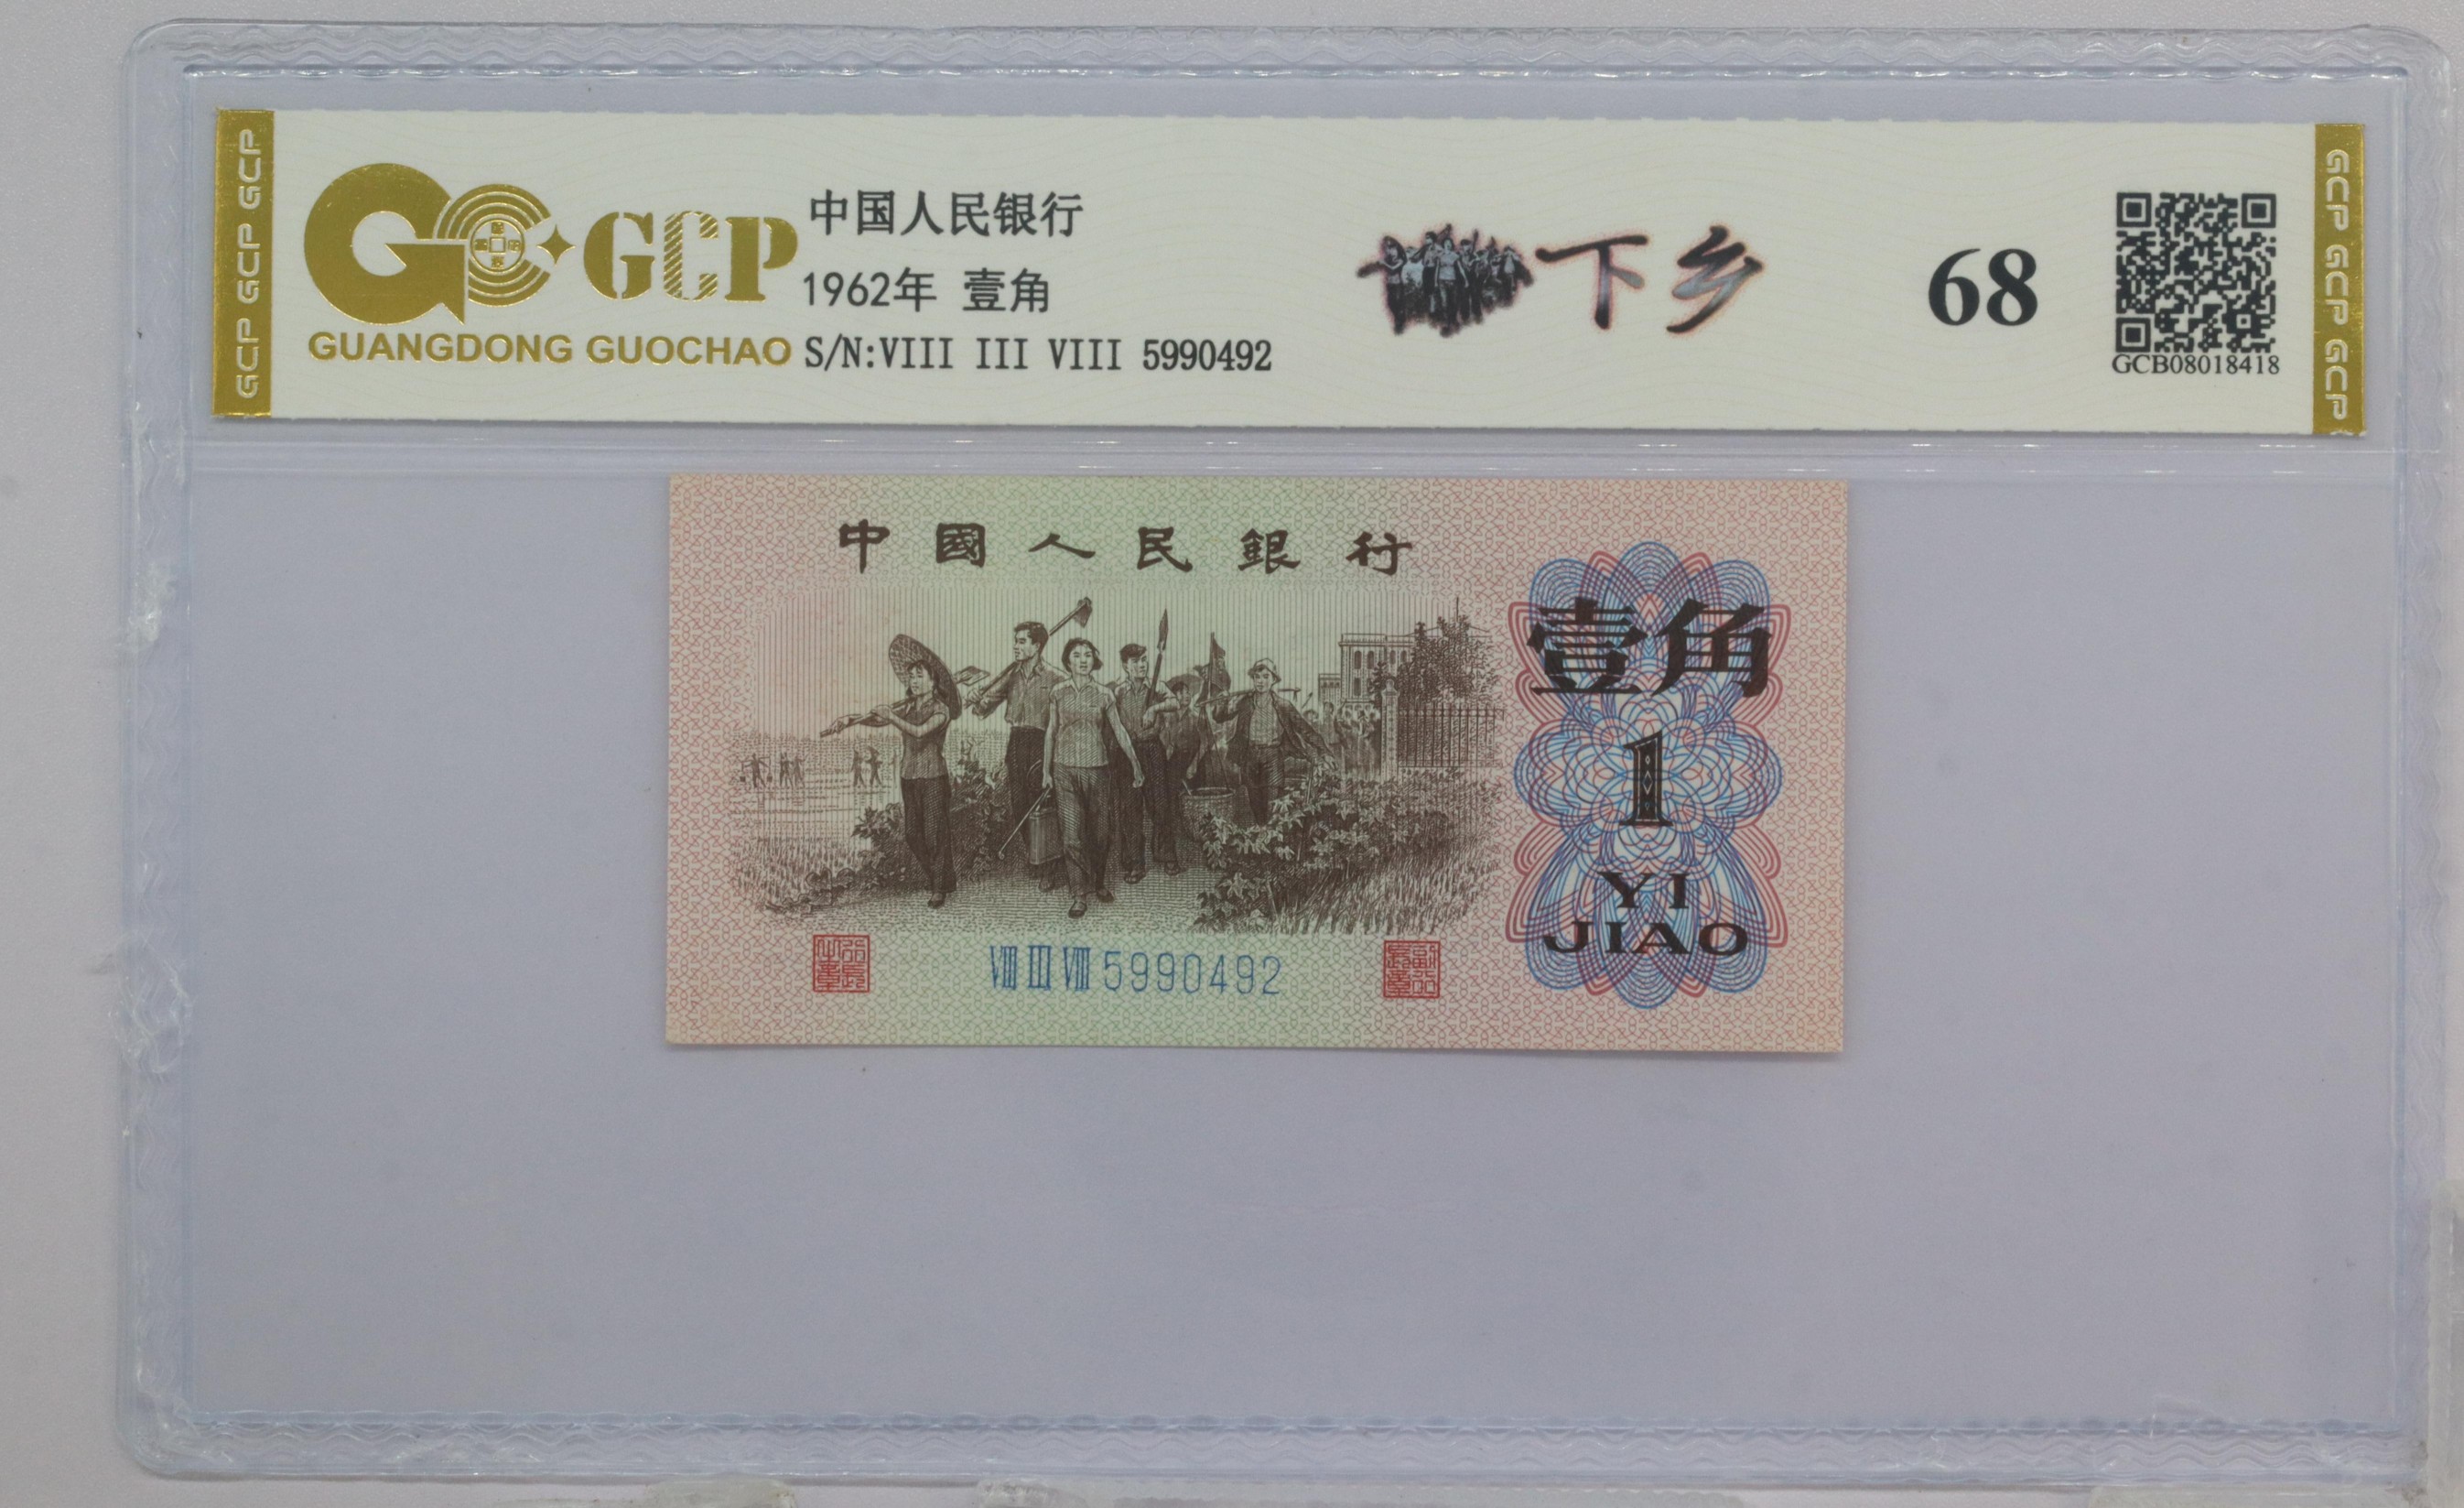 GCP GCP GCP
GCP
GUANGDONG GUOCHAO
中国人民银行
1962年 壹角
S/N:VIII III VIII 5990492
下乡
68
GCB08018418
GCP GCP GCP
中國人民銀行
壹角
1
YI
JIAO
VIII III VIII 5990492